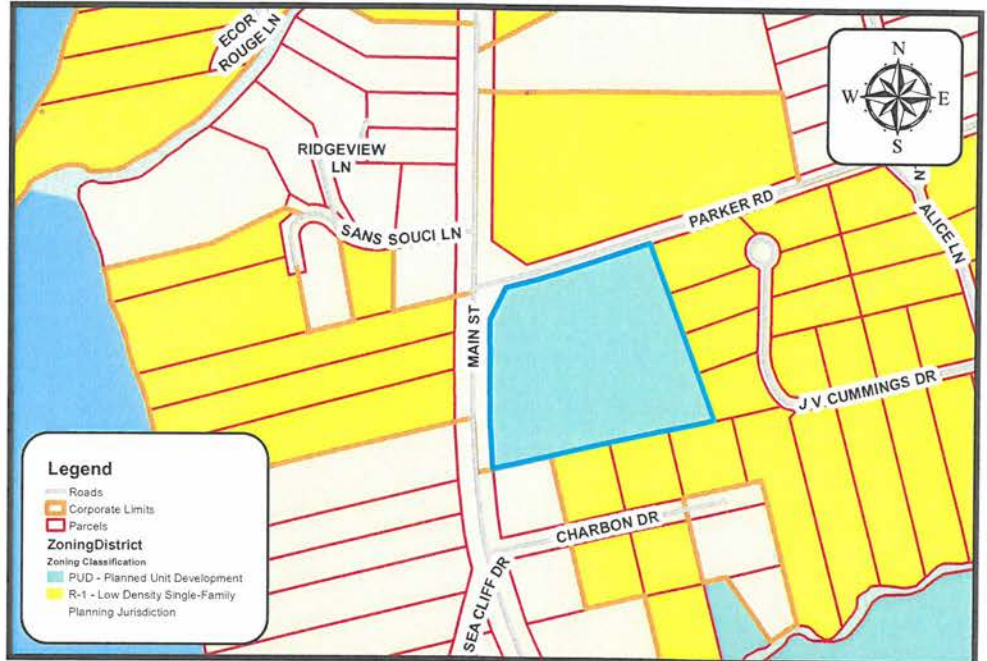 ECOR
ROUGE LN
N
W
E
S
RIDGEVIEW
LN
SANS SOUCI LN
PARKER RD
N
ALICE LN
MAIN ST
J V CUMMINGS DR
CHARBON DR
SEA CLIFF DR
Legend
Roads
Corporate Limits
Parcels
ZoningDistrict
Zoning Classification
PUD - Planned Unit Development
R-1 - Low Density Single-Family
Planning Jurisdiction